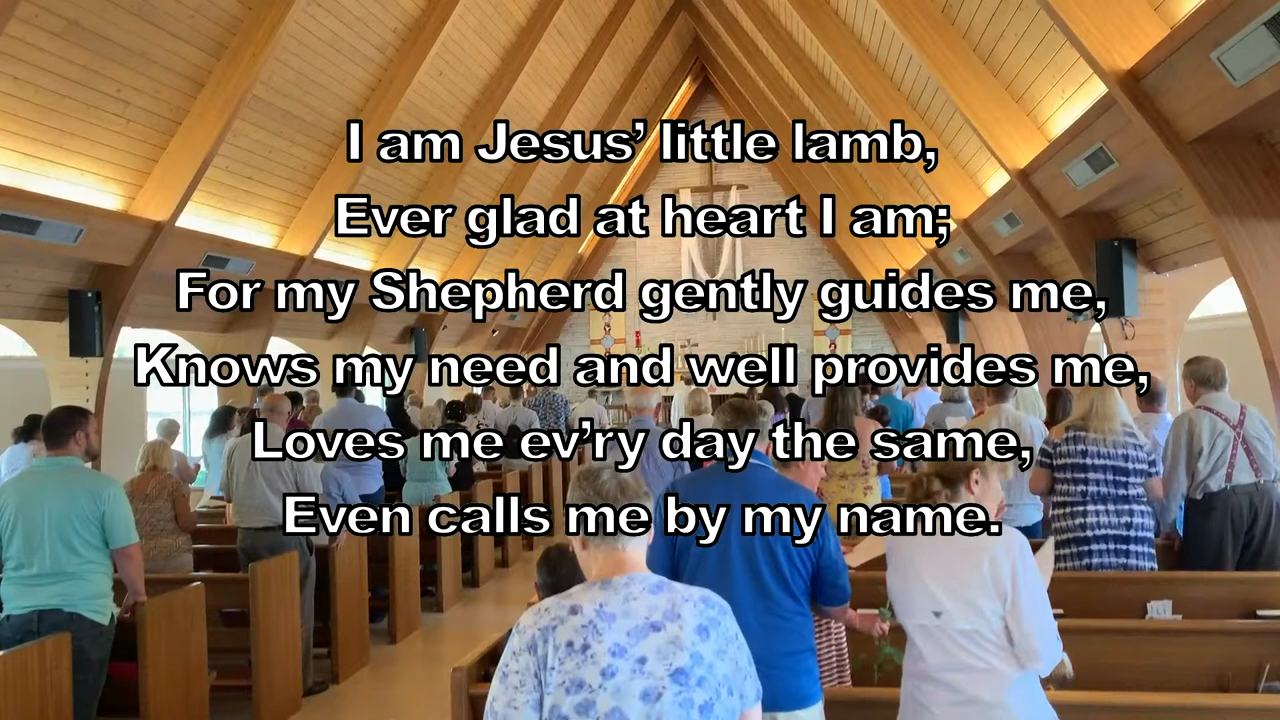 I am Jesus’ little lamb,
Ever glad at heart I am;
For my Shepherd gently guides me,
Knows my need and well provides me,
Loves me ev’ry day the same,
Even calls me by my name.